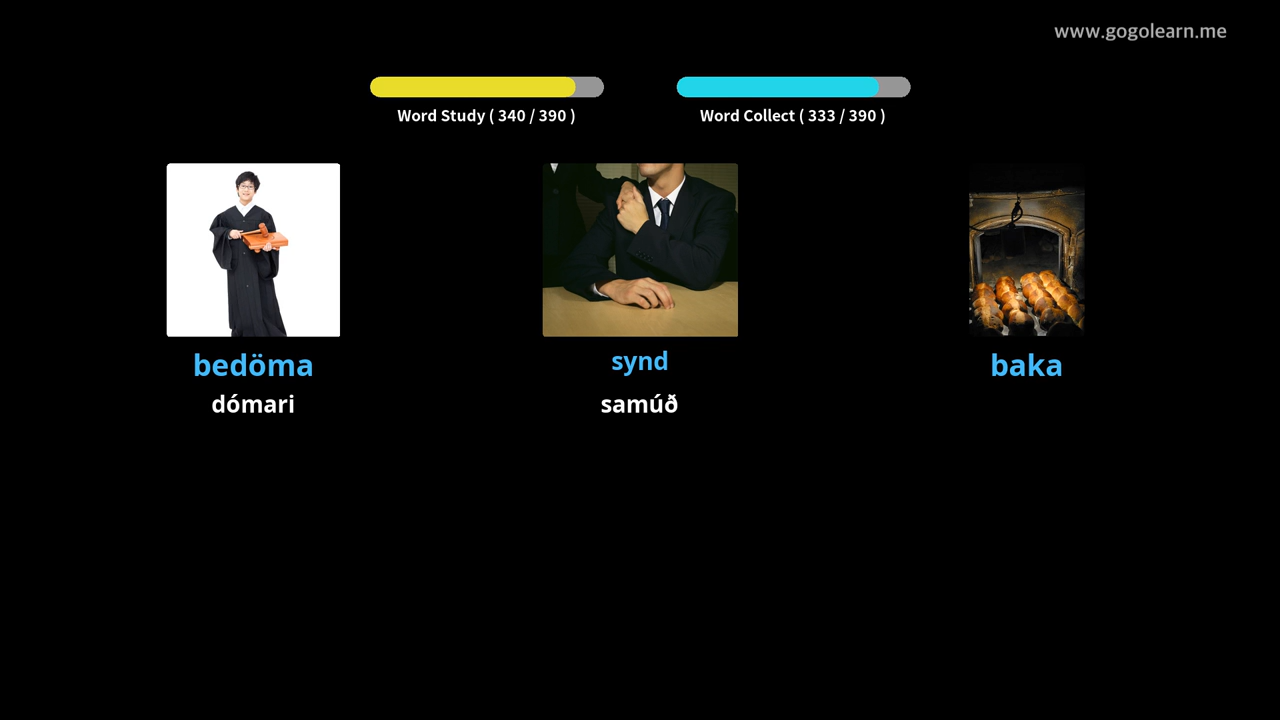 www.gogolearn.me
Word Study ( 340 / 390 )
Word Collect ( 333 / 390 )
bedöma
dómari
synd
samúð
baka